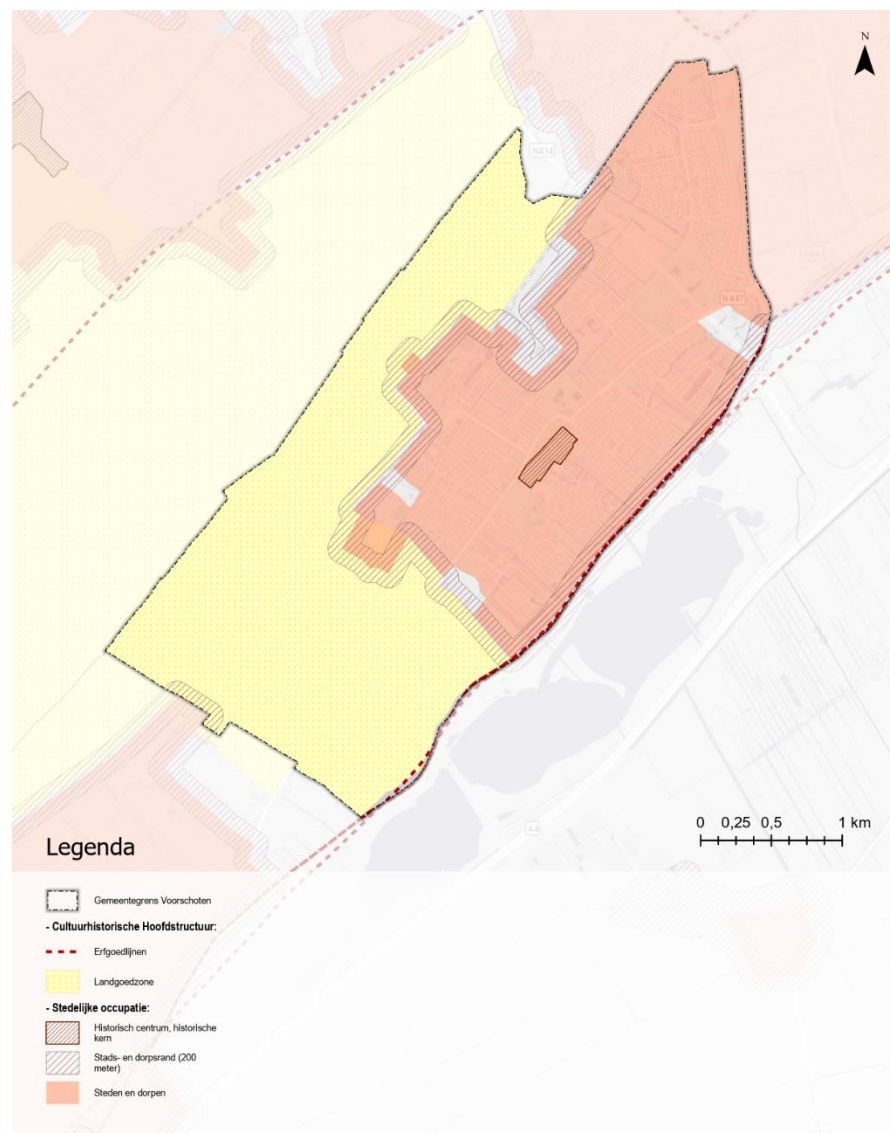 N
N434
N447
N441
0 0,25 0,5 1 km
A4
Legenda
Gemeentegrens Voorschoten
- Cultuurhistorische Hoofdstructuur:
Erfgoedlijnen
Landgoedzone
- Stedelijke occupatie:
Historisch centrum, historische
kern
Stads- en dorpsrand (200
meter)
Steden en dorpen